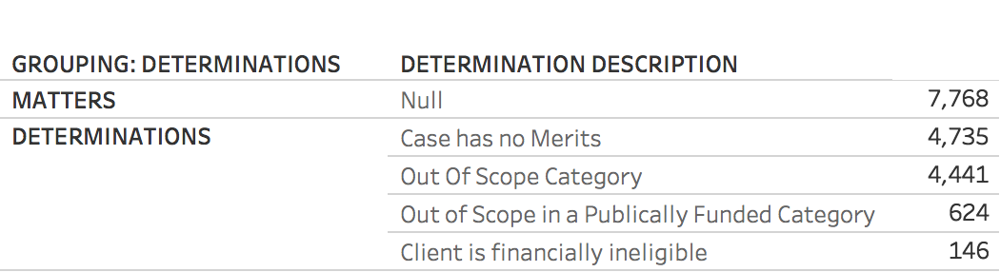 GROUPING: DETERMINATIONS DETERMINATION DESCRIPTION
MATTERS Null 7,768
DETERMINATIONS Case has no Merits 4,735
Out Of Scope Category 4,441
Out of Scope in a Publically Funded Category 624
Client is financially ineligible 146